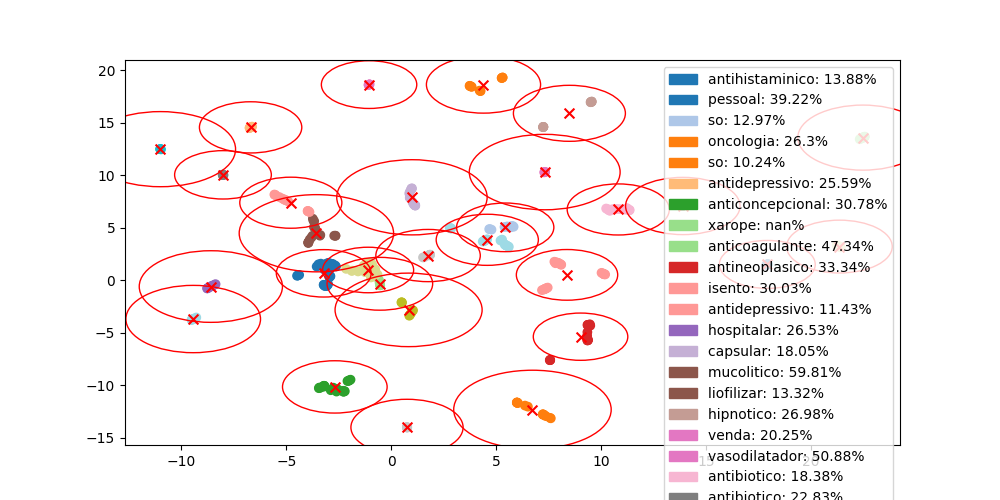 20
15
10
5
0
−5
−10
−15
−10
−5
0
5
10
15
20
antihistaminico: 13.88%
pessoal: 39.22%
so: 12.97%
oncologia: 26.3%
so: 10.24%
antidepressivo: 25.59%
anticoncepcional: 30.78%
xarope: nan%
anticoagulante: 47.34%
antineoplasico: 33.34%
isento: 30.03%
antidepressivo: 11.43%
hospitalar: 26.53%
capsular: 18.05%
mucolitico: 59.81%
liofilizar: 13.32%
hipnotico: 26.98%
venda: 20.25%
vasodilatador: 50.88%
antibiotico: 18.38%
antibiotico: 22.83%